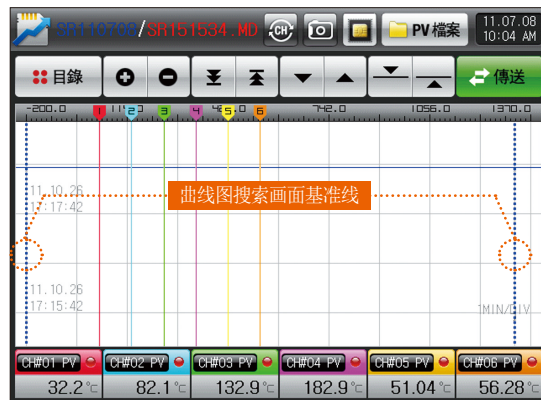 SR110708/SR151534.MD CH PV 檔案 11.07.08
10:04 AM
目錄 傳送
-200.0 742.0 1056.0 1370.0
1 2 3 4 5 6
11.10.26
17:17:42
曲线图搜索画面基准线
11.10.26
17:15:42
1MIN/DIV
CH#01 PV CH#02 PV CH#03 PV CH#04 PV CH#05 PV CH#06 PV
32.2℃ 82.1℃ 132.9℃ 182.9℃ 51.04℃ 56.28℃